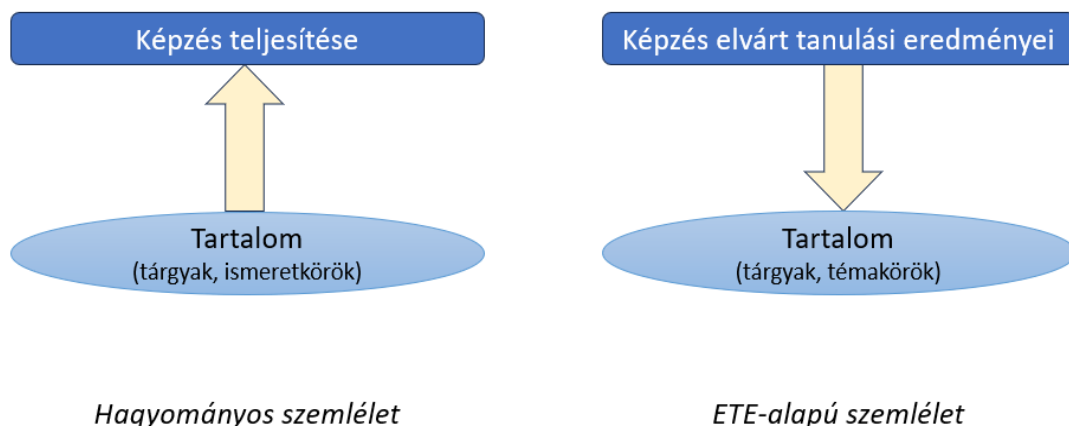 Képzés teljesítése
Tartalom
(tárgyak, ismeretkörök)
Hagyományos szemlélet
Képzés elvárt tanulási eredményei
Tartalom
(tárgyak, témakörök)
ETE-alapú szemlélet